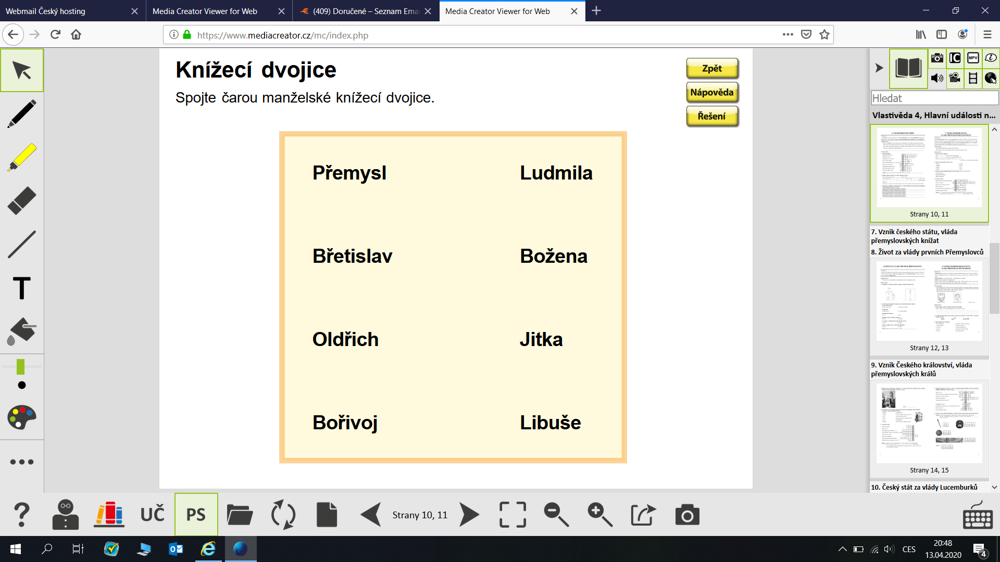 Webmail Český hosting
Media Creator Viewer for Web
(409) Doručené – Seznam Emai
Media Creator Viewer for Web
https://www.mediacreator.cz/mc/index.php
Knížecí dvojice
Spojte čarou manželské knížecí dvojice.
Zpět
Nápověda
Řešení
Přemysl
Ludmila
Břetislav
Božena
Oldřich
Jitka
Bořivoj
Libuše
IC
MPV
Hledat
Vlastivěda 4, Hlavní události n...
Strany 10, 11
7. Vznik českého státu, vláda
přemyslovských knížat
8. Život za vlády prvních Přemyslovců
Strany 12, 13
9. Vznik Českého království, vláda
přemyslovských králů
Strany 14, 15
10. Český stát za vlády Lucemburků
T
UČ
PS
Strany 10, 11
CES
20:48
13.04.2020
4